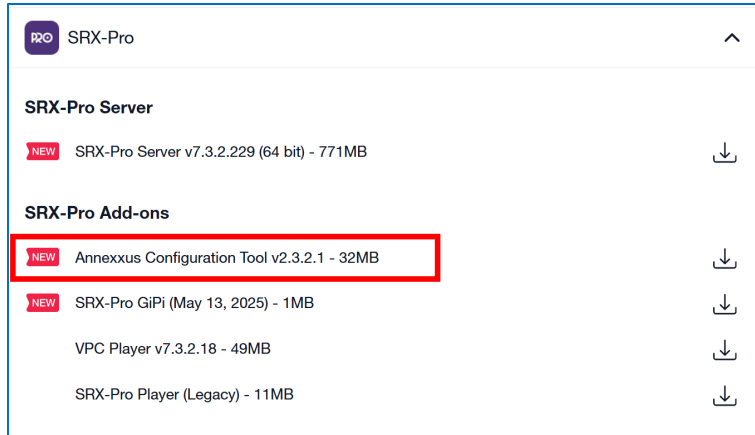 PRO SRX-Pro
SRX-Pro Server
NEW SRX-Pro Server v7.3.2.229 (64 bit) - 771MB
SRX-Pro Add-ons
NEW Annexxus Configuration Tool v2.3.2.1 - 32MB
NEW SRX-Pro GiPi (May 13, 2025) - 1MB
VPC Player v7.3.2.18 - 49MB
SRX-Pro Player (Legacy) - 11MB